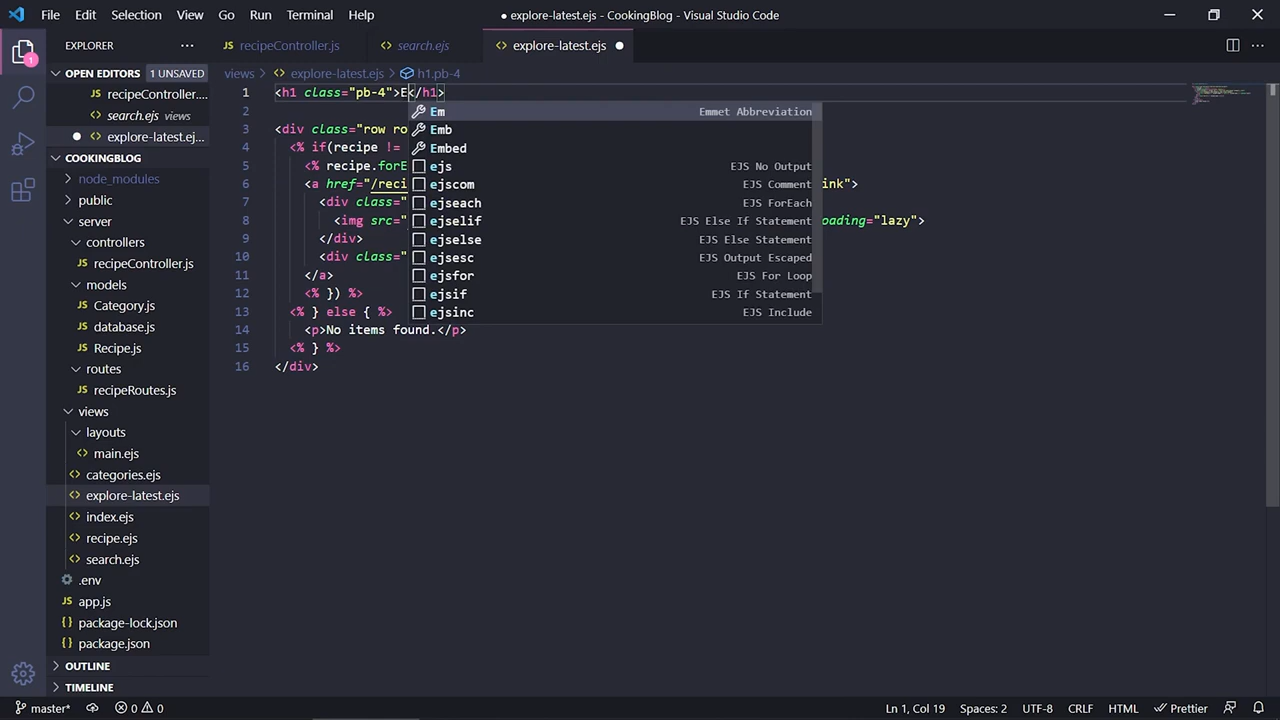 File Edit Selection View Go Run Terminal Help
● explore-latest.ejs - CookingBlog - Visual Studio Code
EXPLORER
recipeController.js
search.ejs
explore-latest.ejs
OPEN EDITORS 1 UNSAVED
recipeController....
search.ejs views
explore-latest.ej...
COOKINGBLOG
node_modules
public
server
controllers
recipeController.js
models
Category.js
database.js
Recipe.js
routes
recipeRoutes.js
views
layouts
main.ejs
categories.ejs
explore-latest.ejs
index.ejs
recipe.ejs
search.ejs
.env
app.js
package-lock.json
package.json
OUTLINE
TIMELINE
views > explore-latest.ejs > h1.pb-4
1 <h1 class="pb-4">E</h1>
2
3 <div class="row ro
4 <% if(recipe !=
5 <% recipe.forE
6 <a href="/reci ink">
7 <div class="
8 <img src=" oading="lazy">
9 </div>
10 <div class="
11 </a>
12 <% }) %>
13 <% } else { %>
14 <p>No items found.</p>
15 <% } %>
16 </div>
Em Emmet Abbreviation
Emb
Embed
ejs EJS No Output
ejscom EJS Comment
ejseach EJS ForEach
ejselif EJS Else If Statement
ejselse EJS Else Statement
ejsesc EJS Output Escaped
ejsfor EJS For Loop
ejsif EJS If Statement
ejsinc EJS Include
1
master* 0 0 Ln 1, Col 19 Spaces: 2 UTF-8 CRLF HTML Prettier